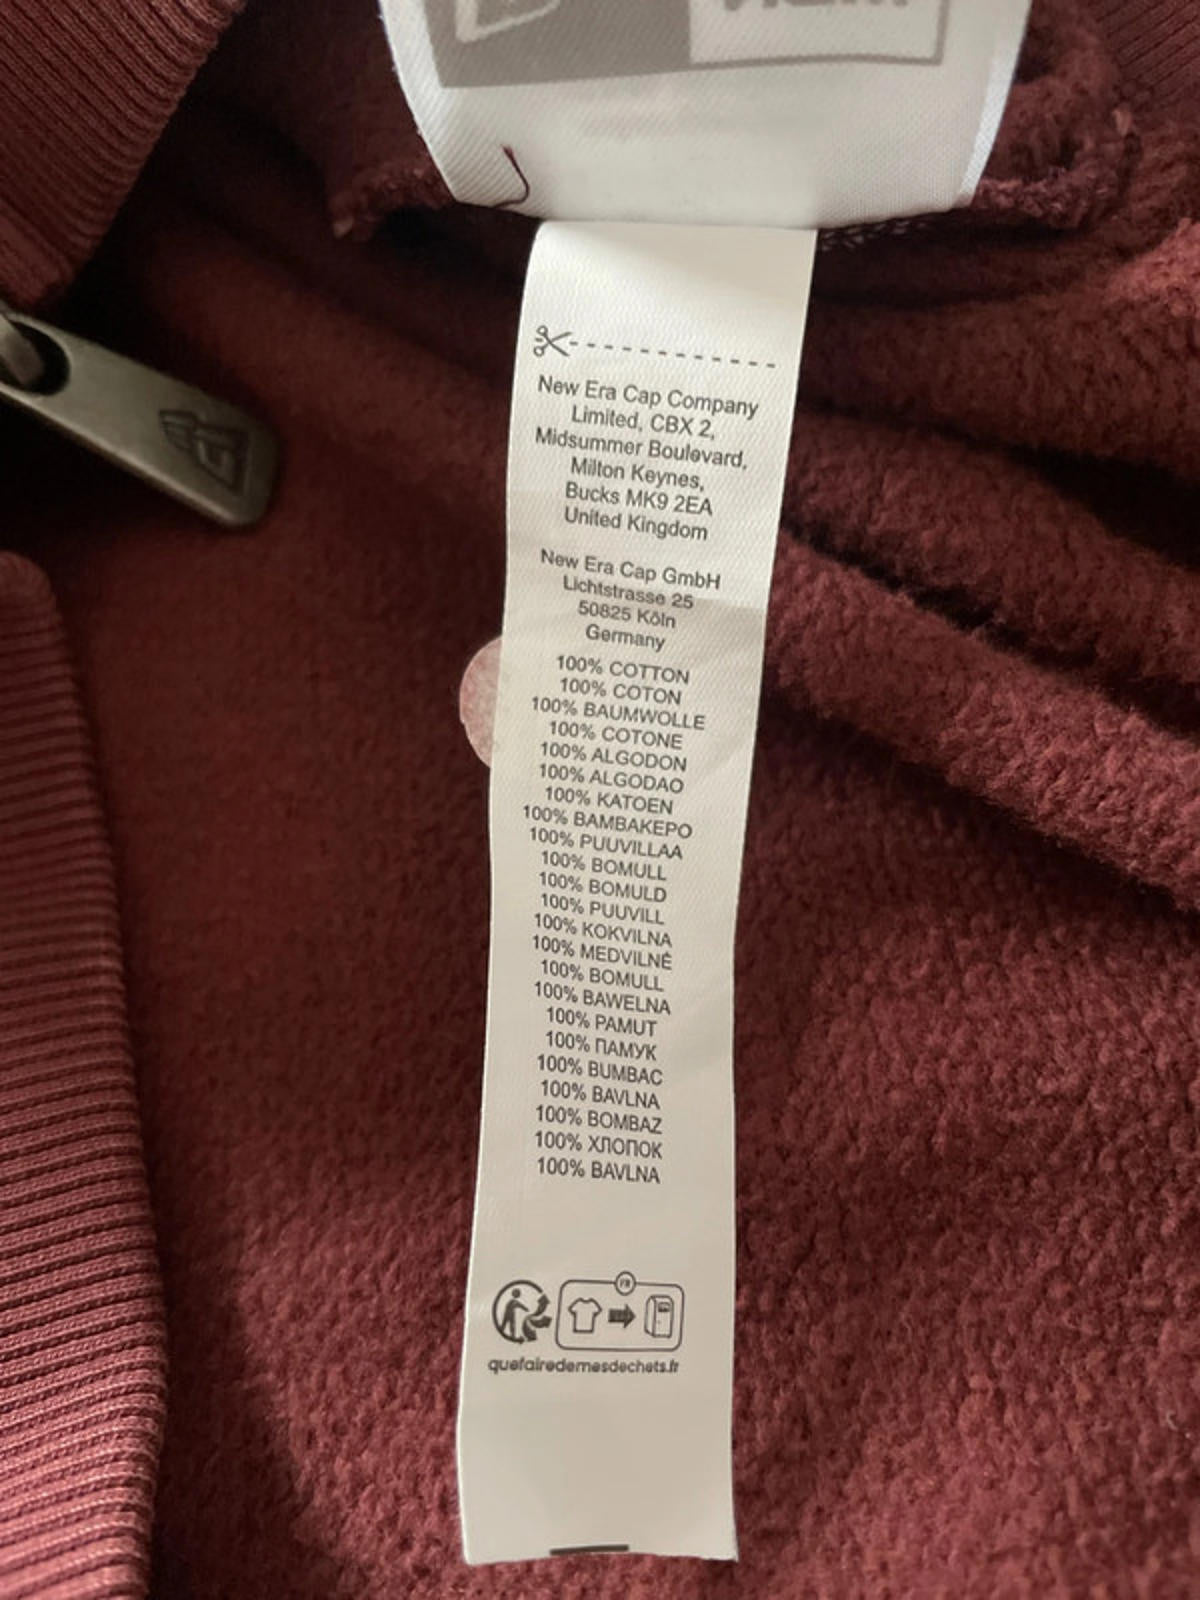 New Era Cap Company
Limited, CBX 2,
Midsummer Boulevard,
Milton Keynes,
Bucks MK9 2EA
United Kingdom
New Era Cap GmbH
Lichtstrasse 25
50825 Köln
Germany
100% COTTON
100% COTON
100% BAUMWOLLE
100% COTONE
100% ALGODON
100% ALGODAO
100% KATOEN
100% BAMBAKEPO
100% PUUVILLAA
100% BOMULL
100% BOMULD
100% PUUVILL
100% KOKVILNA
100% MEDVILNĖ
100% BOMULL
100% BAWELNA
100% PAMUT
100% ПАМУК
100% BUMBAC
100% BAVLNA
100% BOMBAZ
100% ХЛОПОК
100% BAVLNA
FR
quefairedemesdechets.fr